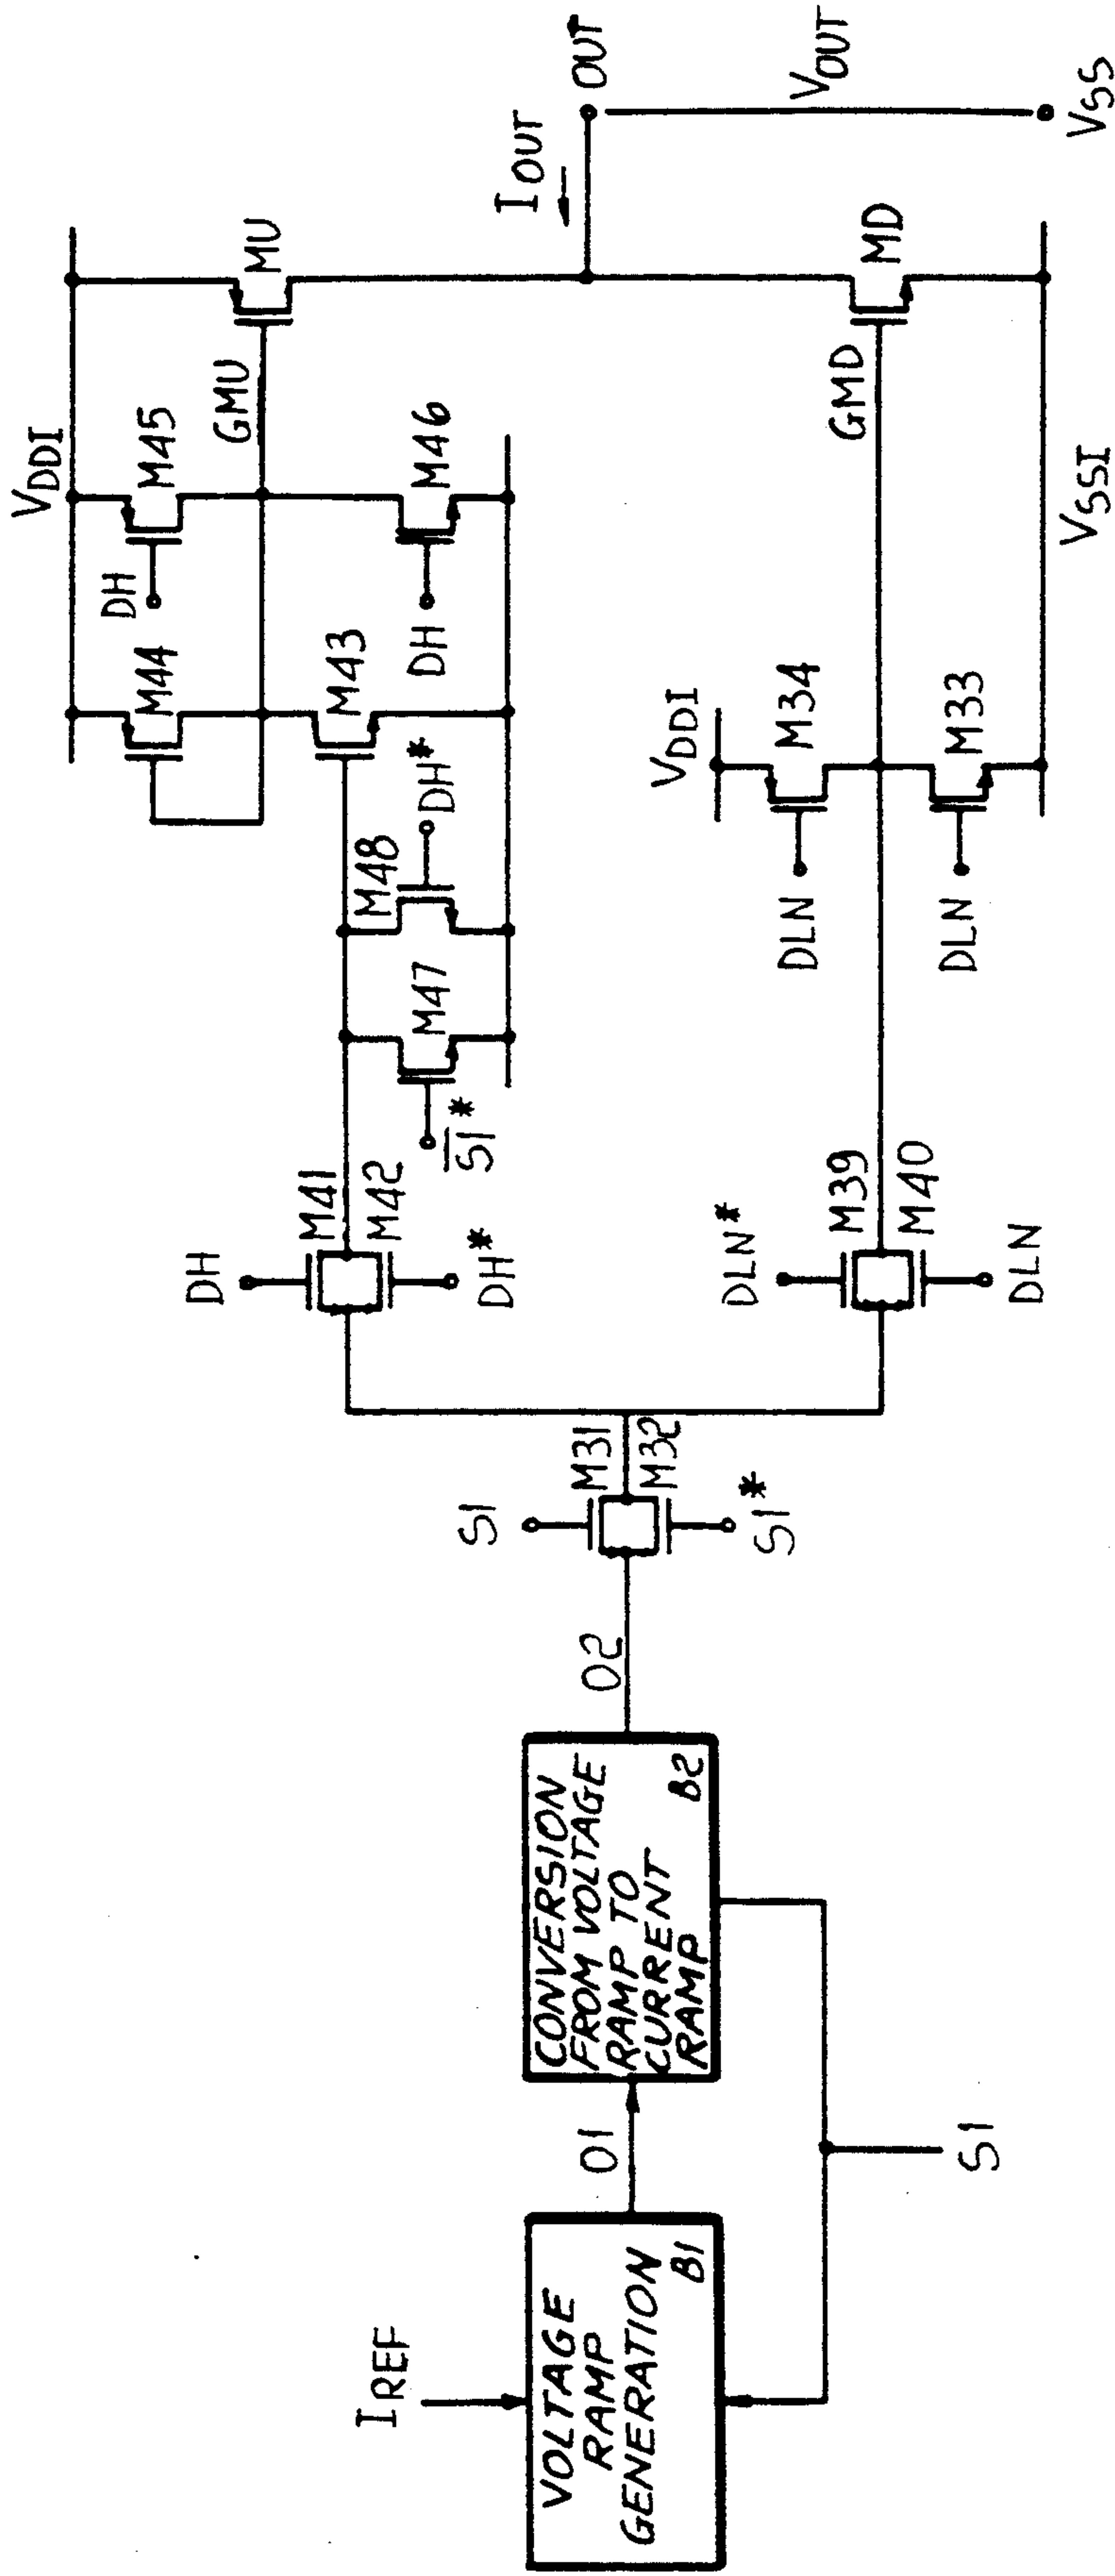 I REF
VOLTAGE
RAMP
GENERATION
B1
O1
CONVERSION
FROM VOLTAGE
RAMP TO
CURRENT
RAMP
B2
S1
O2
S1
M31
M32
S1*
DH
M41
M42
DH*
DLN*
M39
M40
DLN
S1*
M47
M48
DH*
M43
M44
DH
M45
VDDI
DH
M46
GMU
MU
VDDI
DLN
M34
DLN
M33
GMD
MD
VSSI
IOUT
OUT
VOUT
VSS